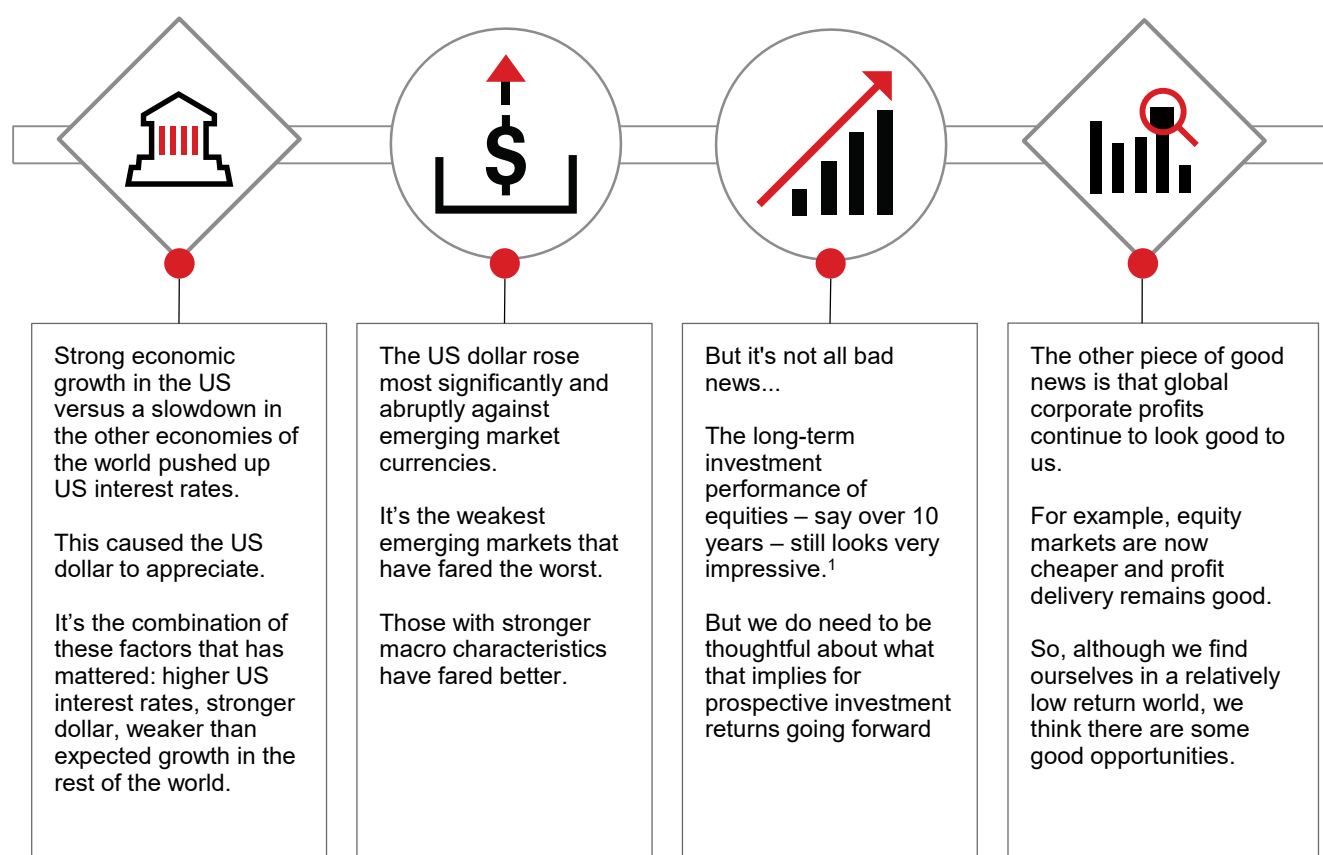 $
Strong economic
growth in the US
versus a slowdown in
the other economies of
the world pushed up
US interest rates.
This caused the US
dollar to appreciate.
It’s the combination of
these factors that has
mattered: higher US
interest rates, stronger
dollar, weaker than
expected growth in the
rest of the world.
The US dollar rose
most significantly and
abruptly against
emerging market
currencies.
It’s the weakest
emerging markets that
have fared the worst.
Those with stronger
macro characteristics
have fared better.
But it's not all bad
news...
The long-term
investment
performance of
equities – say over 10
years – still looks very
impressive.¹
But we do need to be
thoughtful about what
that implies for
prospective investment
returns going forward
The other piece of good
news is that global
corporate profits
continue to look good to
us.
For example, equity
markets are now
cheaper and profit
delivery remains good.
So, although we find
ourselves in a relatively
low return world, we
think there are some
good opportunities.